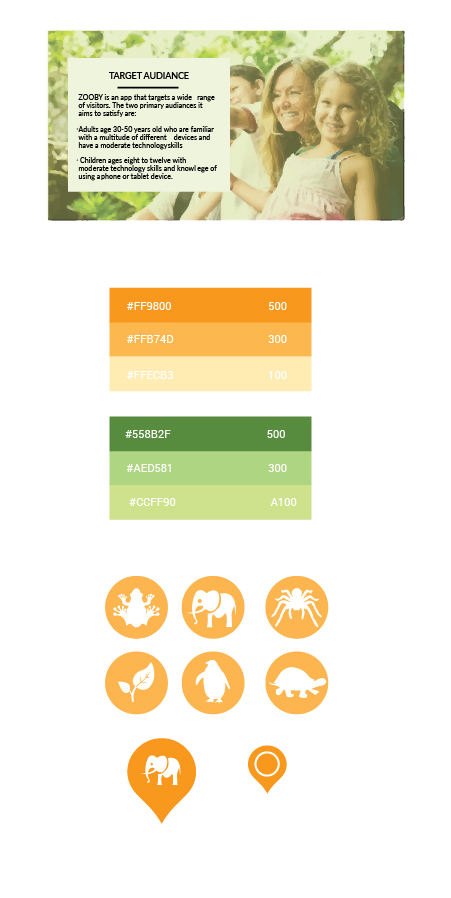 TARGET AUDIANCE
ZOOBY is an app that targets a wide range
of visitors. The two primary audiences it
aims to satisfy are:
·Adults age 30-50 years old who are familiar
with a multitude of different devices and
have a moderate technologyskills
· Children ages eight to twelve with
moderate technology skills and knowl ege of
using a phone or tablet device.
#FF9800 500
#FFB74D 300
#FFECB3 100
#558B2F 500
#AED581 300
#CCFF90 A100